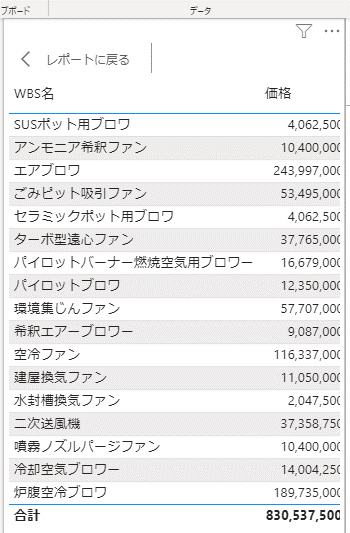 プボード データ
レポートに戻る
WBS名 価格
SUSポット用ブロワ 4,062,500
アンモニア希釈ファン 10,400,000
エアブロワ 243,997,000
ごみピット吸引ファン 53,495,000
セラミックポット用ブロワ 4,062,500
ターボ型遠心ファン 37,765,000
パイロットバーナー燃焼空気用ブロワー 16,679,000
パイロットブロワ 12,350,000
環境集じんファン 57,707,000
希釈エアーブロワー 9,087,000
空冷ファン 116,337,000
建屋換気ファン 11,050,000
水封槽換気ファン 2,047,500
二次送風機 37,358,750
噴霧ノズルパージファン 10,400,000
冷却空気ブロワー 14,004,250
炉腹空冷ブロワ 189,735,000
合計 830,537,500